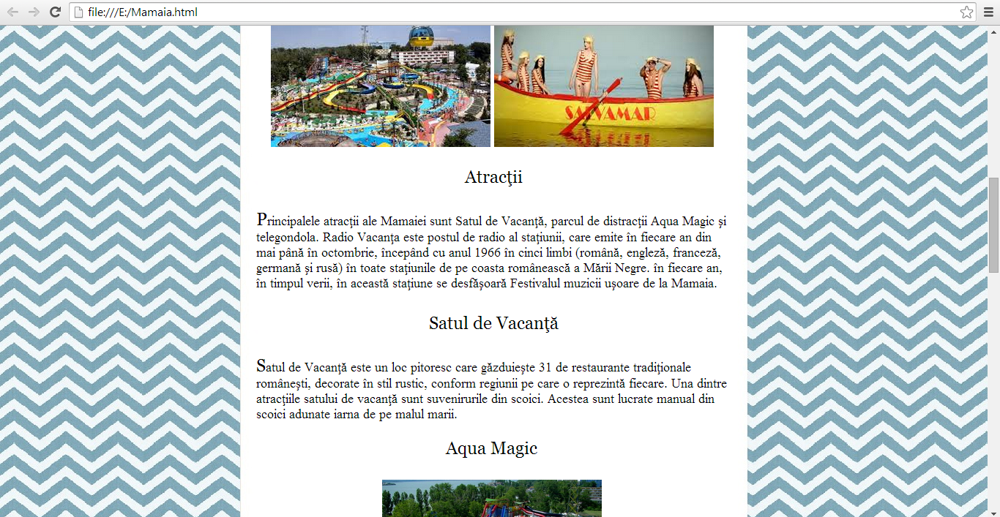 file:///E:/Mamaia.html
SALVAMAR
Atracţii
Principalele atracţii ale Mamaiei sunt Satul de Vacanţă, parcul de distracţii Aqua Magic şi
telegondola. Radio Vacanţa este postul de radio al staţiunii, care emite în fiecare an din
mai până în octombrie, începând cu anul 1966 în cinci limbi (română, engleză, franceză,
germană şi rusă) în toate staţiunile de pe coasta românească a Mării Negre. în fiecare an,
în timpul verii, în această staţiune se desfăşoară Festivalul muzicii uşoare de la Mamaia.
Satul de Vacanţă
Satul de Vacanţă este un loc pitoresc care găzduieşte 31 de restaurante tradiţionale
româneşti, decorate în stil rustic, conform regiunii pe care o reprezintă fiecare. Una dintre
atracţiile satului de vacanţă sunt suvenirurile din scoici. Acestea sunt lucrate manual din
scoici adunate iarna de pe malul marii.
Aqua Magic